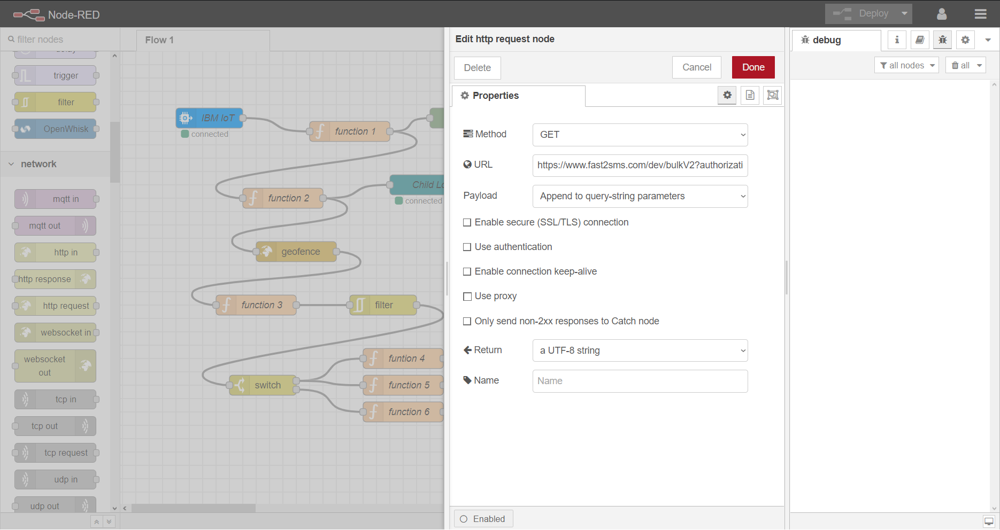 Node-RED
Deploy
filter nodes
Flow 1
delay
trigger
filter
OpenWhisk
network
mqtt in
mqtt out
http in
http response
http request
websocket in
websocket
out
tcp in
tcp out
tcp request
udp in
udp out
IBM IoT
connected
function 1
function 2
Child Lo
connected
geofence
function 3
filter
switch
funtion 4
function 5
function 6
Edit http request node
Delete
Cancel
Done
Properties
Method
GET
URL
https://www.fast2sms.com/dev/bulkV2?authorizati
Payload
Append to query-string parameters
Enable secure (SSL/TLS) connection
Use authentication
Enable connection keep-alive
Use proxy
Only send non-2xx responses to Catch node
Return
a UTF-8 string
Name
Name
Enabled
debug
all nodes
all